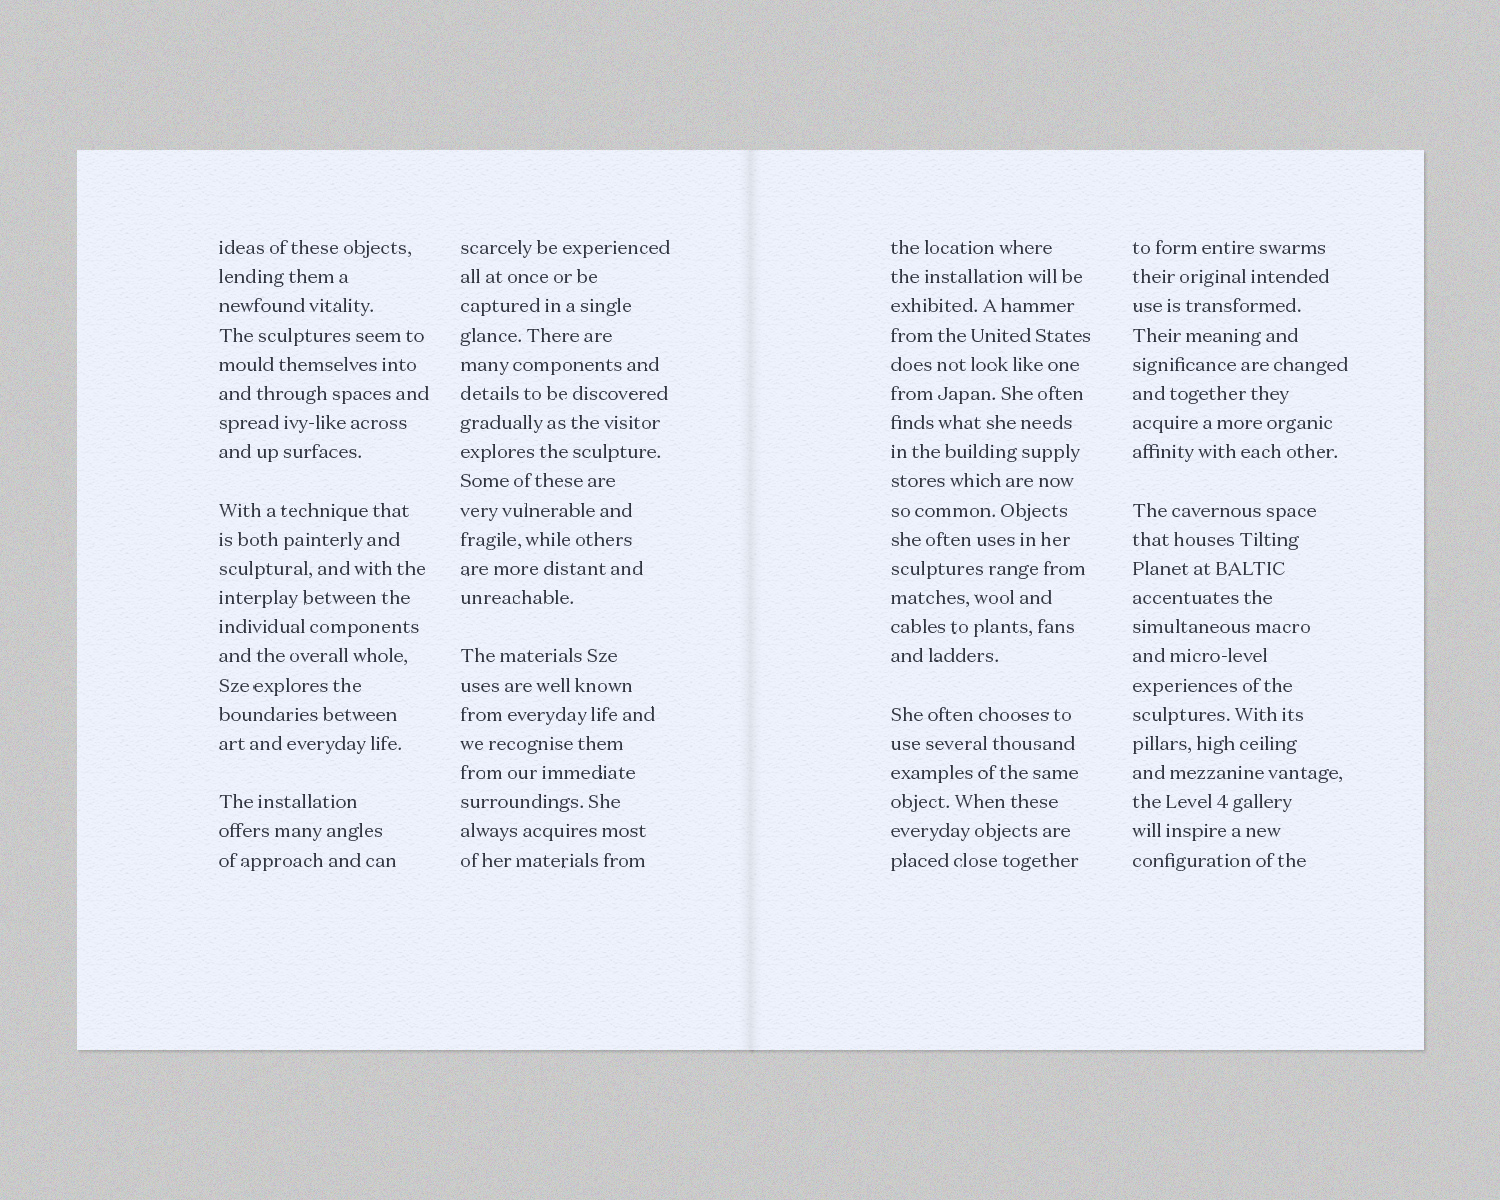 ideas of these objects,
lending them a
newfound vitality.
The sculptures seem to
mould themselves into
and through spaces and
spread ivy-like across
and up surfaces.
With a technique that
is both painterly and
sculptural, and with the
interplay between the
individual components
and the overall whole,
Sze explores the
boundaries between
art and everyday life.
The installation
offers many angles
of approach and can
scarcely be experienced
all at once or be
captured in a single
glance. There are
many components and
details to be discovered
gradually as the visitor
explores the sculpture.
Some of these are
very vulnerable and
fragile, while others
are more distant and
unreachable.
The materials Sze
uses are well known
from everyday life and
we recognise them
from our immediate
surroundings. She
always acquires most
of her materials from
the location where
the installation will be
exhibited. A hammer
from the United States
does not look like one
from Japan. She often
finds what she needs
in the building supply
stores which are now
so common. Objects
she often uses in her
sculptures range from
matches, wool and
cables to plants, fans
and ladders.
She often chooses to
use several thousand
examples of the same
object. When these
everyday objects are
placed close together
to form entire swarms
their original intended
use is transformed.
Their meaning and
significance are changed
and together they
acquire a more organic
affinity with each other.
The cavernous space
that houses Tilting
Planet at BALTIC
accentuates the
simultaneous macro
and micro-level
experiences of the
sculptures. With its
pillars, high ceiling
and mezzanine vantage,
the Level 4 gallery
will inspire a new
configuration of the